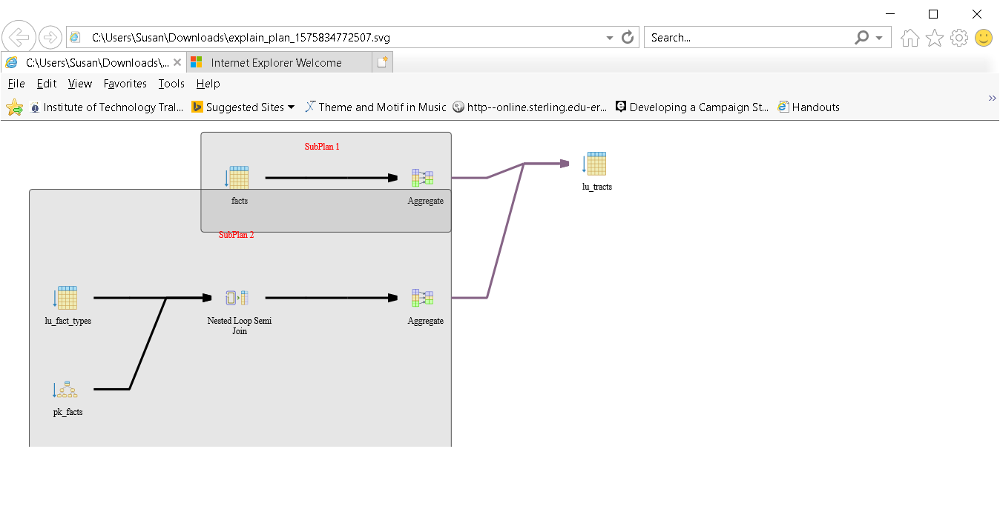 C:\Users\Susan\Downloads\explain_plan_1575834772507.svg
Search...
C:\Users\Susan\Downloads\...
Internet Explorer Welcome
File Edit View Favorites Tools Help
Institute of Technology Tral... Suggested Sites Theme and Motif in Music http--online.sterling.edu-er... Developing a Campaign St... Handouts
SubPlan 1
facts
Aggregate
lu_tracts
SubPlan 2
lu_fact_types
Nested Loop Semi
Join
Aggregate
pk_facts